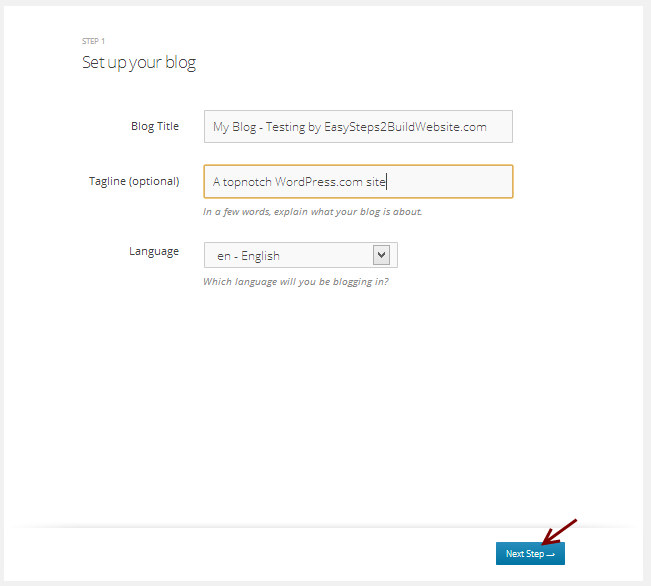 STEP 1
Set up your blog
Blog Title
My Blog - Testing by EasySteps2BuildWebsite.com
Tagline (optional)
A topnotch WordPress.com site
In a few words, explain what your blog is about.
Language
en - English
Which language will you be blogging in?
Next Step →